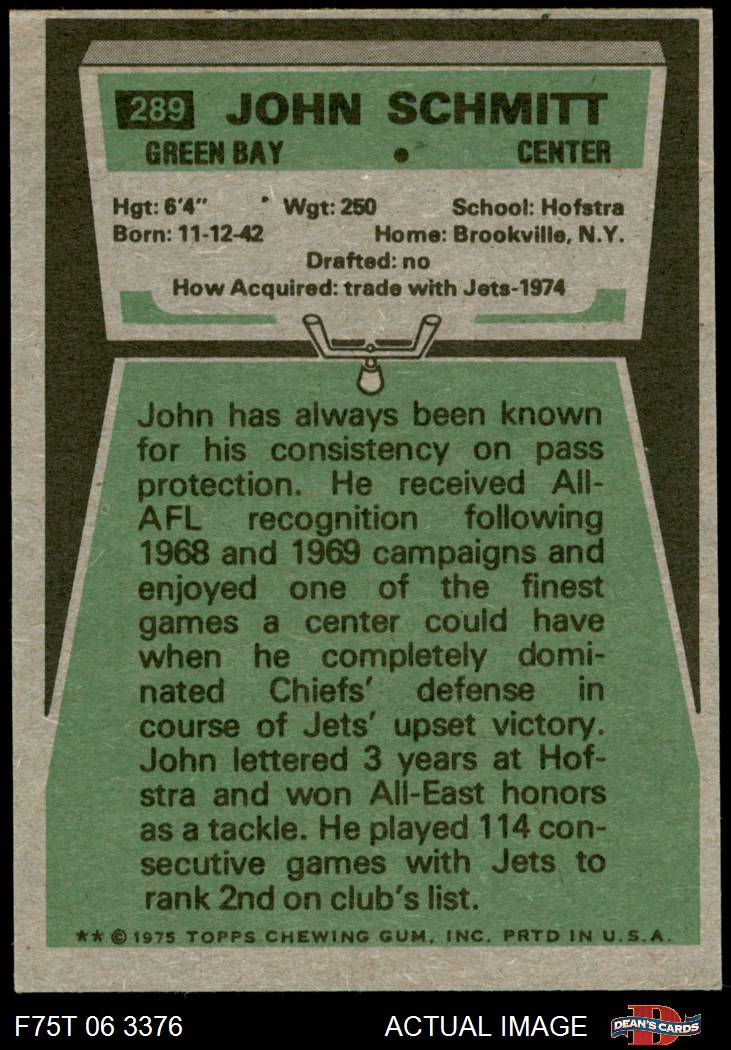 289 JOHN SCHMITT
GREEN BAY • CENTER
Hgt: 6'4" Wgt: 250 School: Hofstra
Born: 11-12-42 Home: Brookville, N.Y.
Drafted: no
How Acquired: trade with Jets-1974
John has always been known
for his consistency on pass
protection. He received All-
AFL recognition following
1968 and 1969 campaigns and
enjoyed one of the finest
games a center could have
when he completely domi-
nated Chiefs' defense in
course of Jets' upset victory.
John lettered 3 years at Hof-
stra and won All-East honors
as a tackle. He played 114 con-
secutive games with Jets to
rank 2nd on club's list.
** © 1975 TOPPS CHEWING GUM, INC. PRTD IN U.S.A.
F75T 06 3376 ACTUAL IMAGE D DEAN'S CARDS